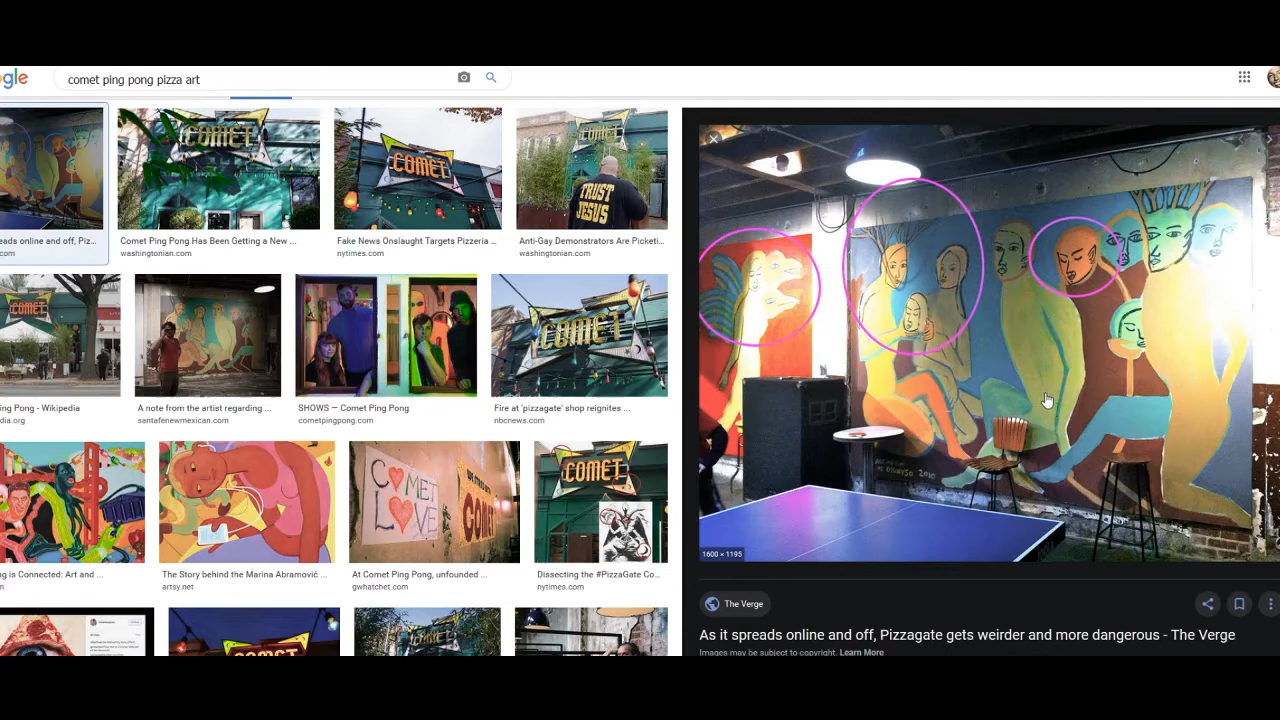 gle
comet ping pong pizza art
COMET
COMET
COMET
TRUST
JESUS
eads online and off, Piz...
com
Comet Ping Pong Has Been Getting a New ...
washingtonian.com
Fake News Onslaught Targets Pizzeria ...
nytimes.com
Anti-Gay Demonstrators Are Picketi...
washingtonian.com
COMET
COMET
ing Pong - Wikipedia
dia.org
A note from the artist regarding ...
santafenewmexican.com
SHOWS — Comet Ping Pong
cometpingpong.com
Fire at 'pizzagate' shop reignites ...
nbcnews.com
COMET
LOVE
COMET
COMET
ng is Connected: Art and ...
m
The Story behind the Marina Abramović ...
artsy.net
At Comet Ping Pong, unfounded ...
gwhatchet.com
Dissecting the #PizzaGate Co...
nytimes.com
2010
1600 × 1195
The Verge
As it spreads online and off, Pizzagate gets weirder and more dangerous - The Verge
Images may be subject to copyright. Learn More